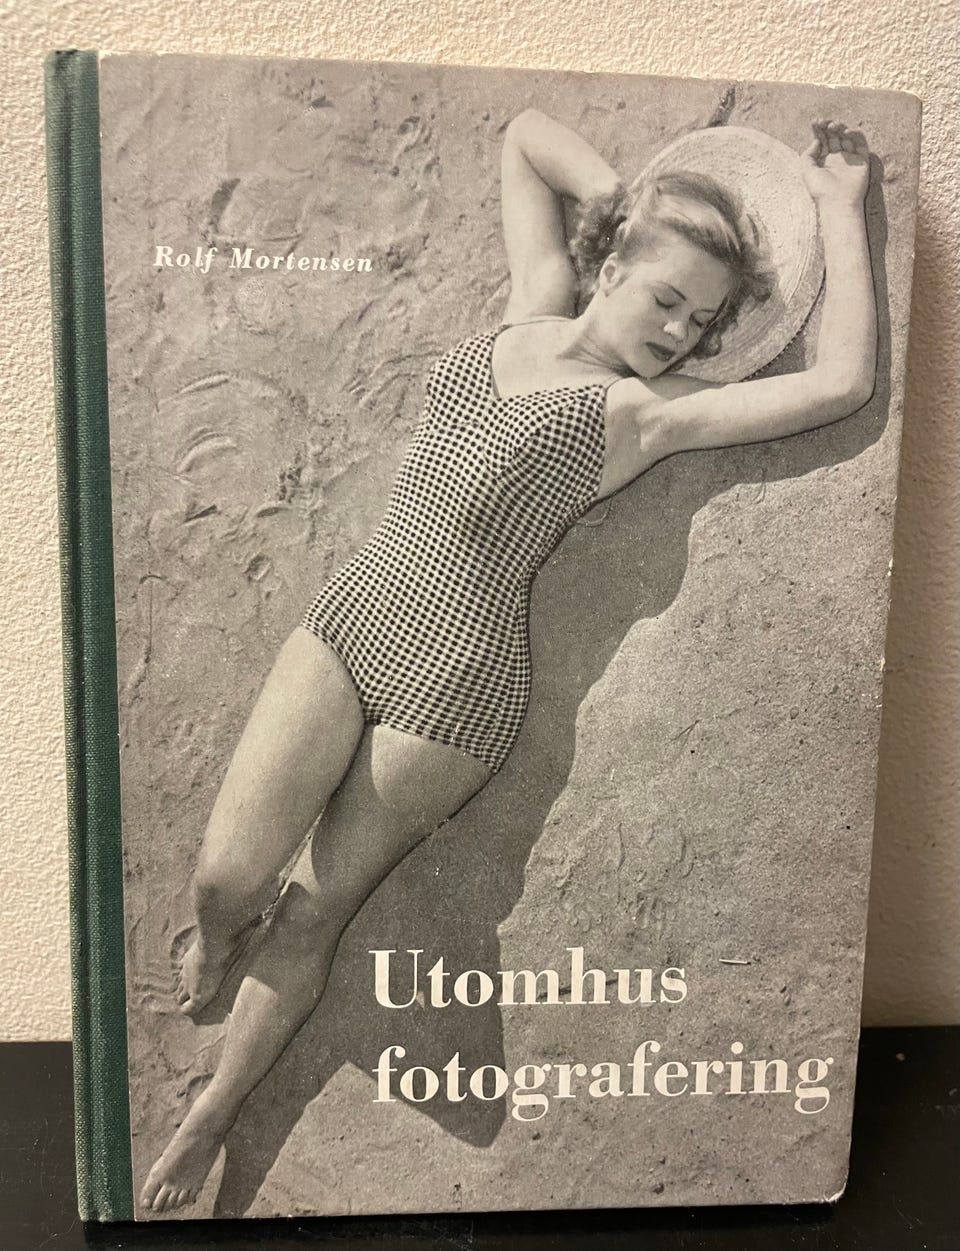 Rolf Mortensen
Utomhus
fotografering